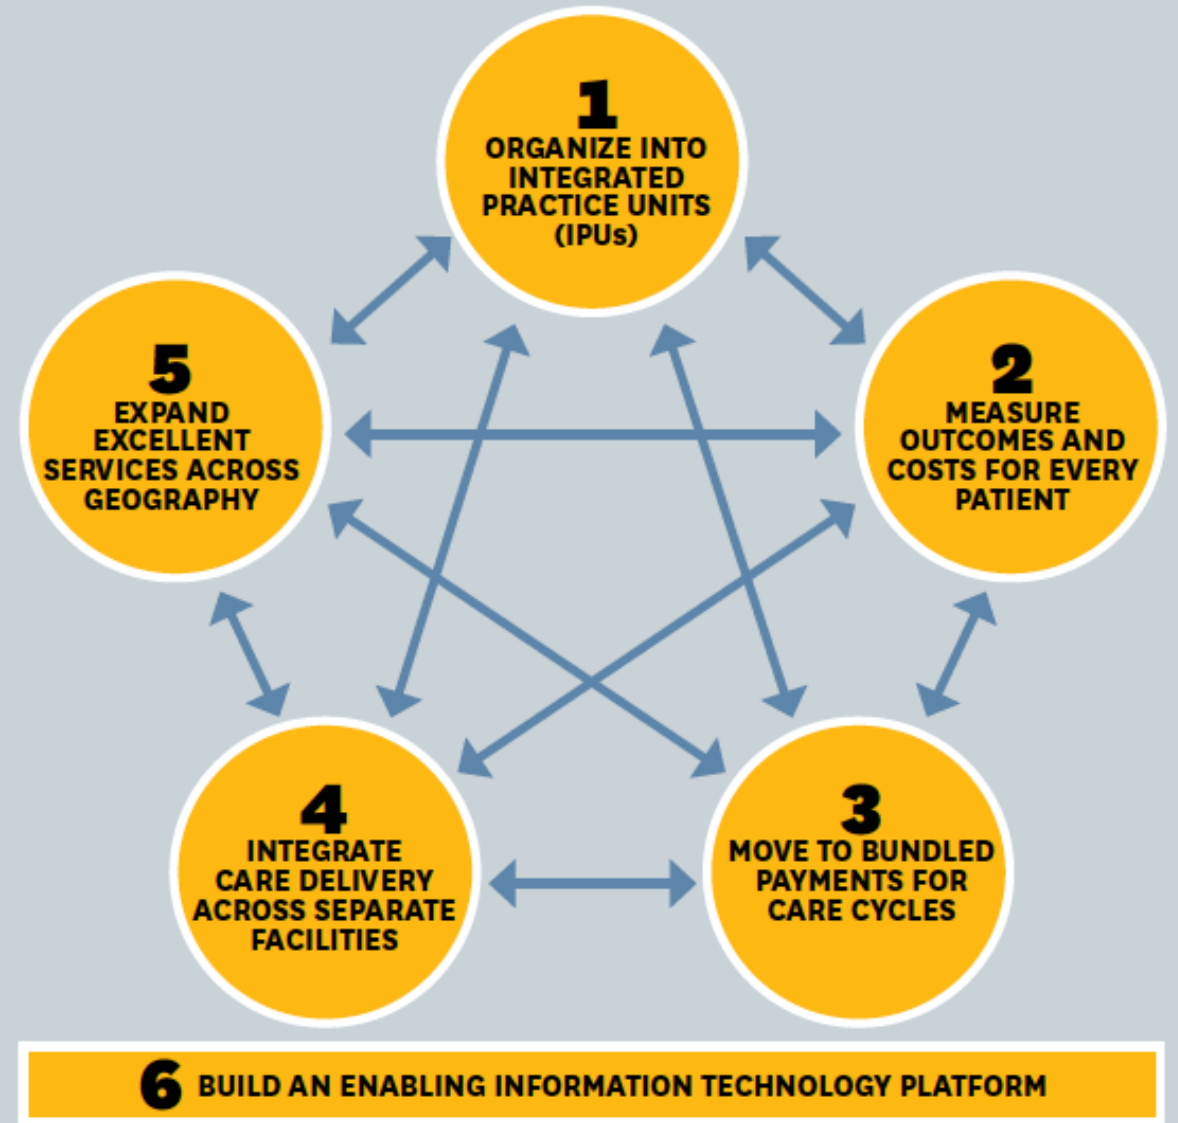 1
ORGANIZE INTO
INTEGRATED
PRACTICE UNITS
(IPUs)
2
MEASURE
OUTCOMES AND
COSTS FOR EVERY
PATIENT
3
MOVE TO BUNDLED
PAYMENTS FOR
CARE CYCLES
4
INTEGRATE
CARE DELIVERY
ACROSS SEPARATE
FACILITIES
5
EXPAND
EXCELLENT
SERVICES ACROSS
GEOGRAPHY
6 BUILD AN ENABLING INFORMATION TECHNOLOGY PLATFORM